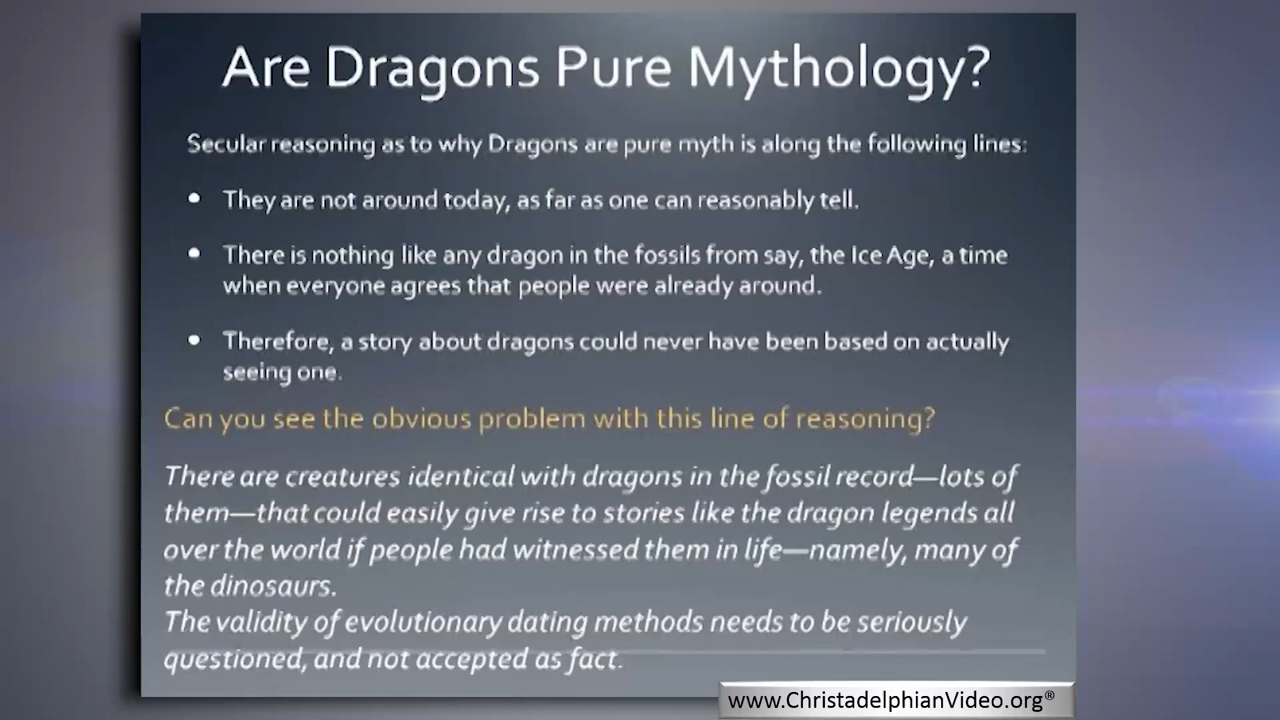 Are Dragons Pure Mythology?
Secular reasoning as to why Dragons are pure myth is along the following lines:
• They are not around today, as far as one can reasonably tell.
• There is nothing like any dragon in the fossils from say, the Ice Age, a time
when everyone agrees that people were already around.
• Therefore, a story about dragons could never have been based on actually
seeing one.
Can you see the obvious problem with this line of reasoning?
There are creatures identical with dragons in the fossil record—lots of
them—that could easily give rise to stories like the dragon legends all
over the world if people had witnessed them in life—namely, many of
the dinosaurs.
The validity of evolutionary dating methods needs to be seriously
questioned, and not accepted as fact.
www.ChristadelphianVideo.org®